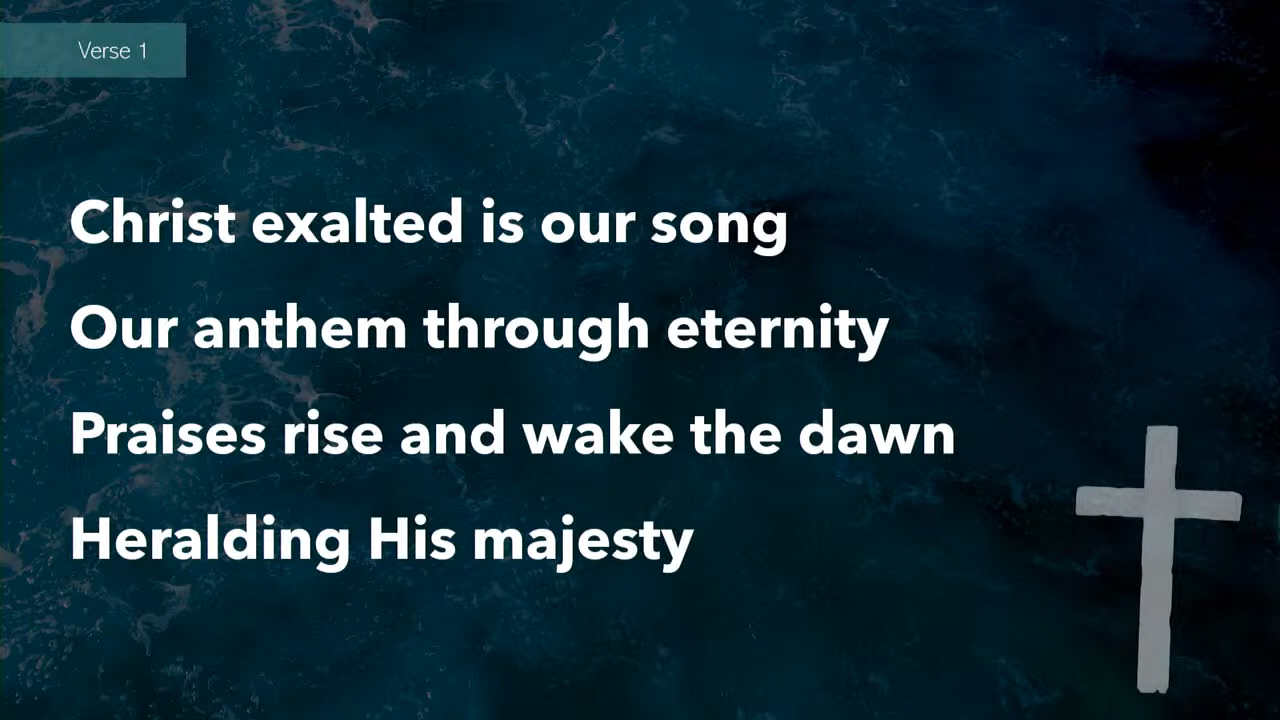 Verse 1
Christ exalted is our song
Our anthem through eternity
Praises rise and wake the dawn
Heralding His majesty